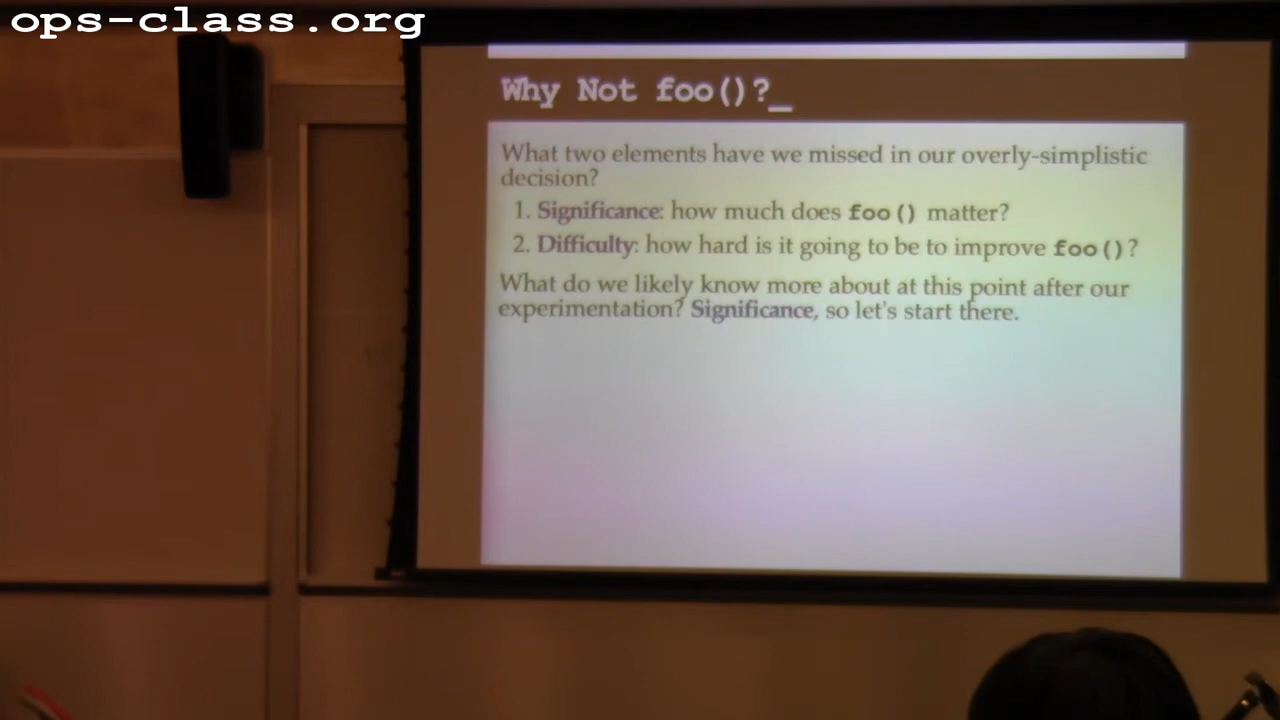 ops-class.org
Why Not foo()?_
What two elements have we missed in our overly-simplistic
decision?
1. Significance: how much does foo() matter?
2. Difficulty: how hard is it going to be to improve foo()?
What do we likely know more about at this point after our
experimentation? Significance, so let's start there.